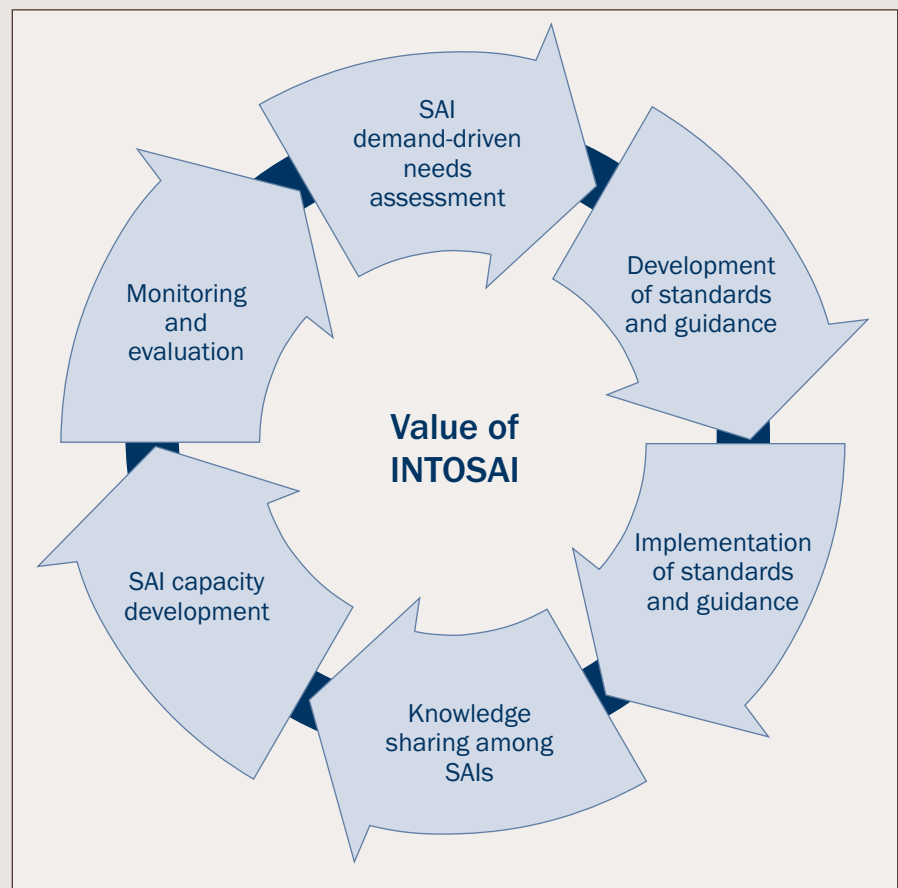 SAI
demand-driven
needs
assessment
Development
of standards
and guidance
Implementation
of standards
and guidance
Knowledge
sharing among
SAIs
SAI capacity
development
Monitoring
and
evaluation
Value of
INTOSAI